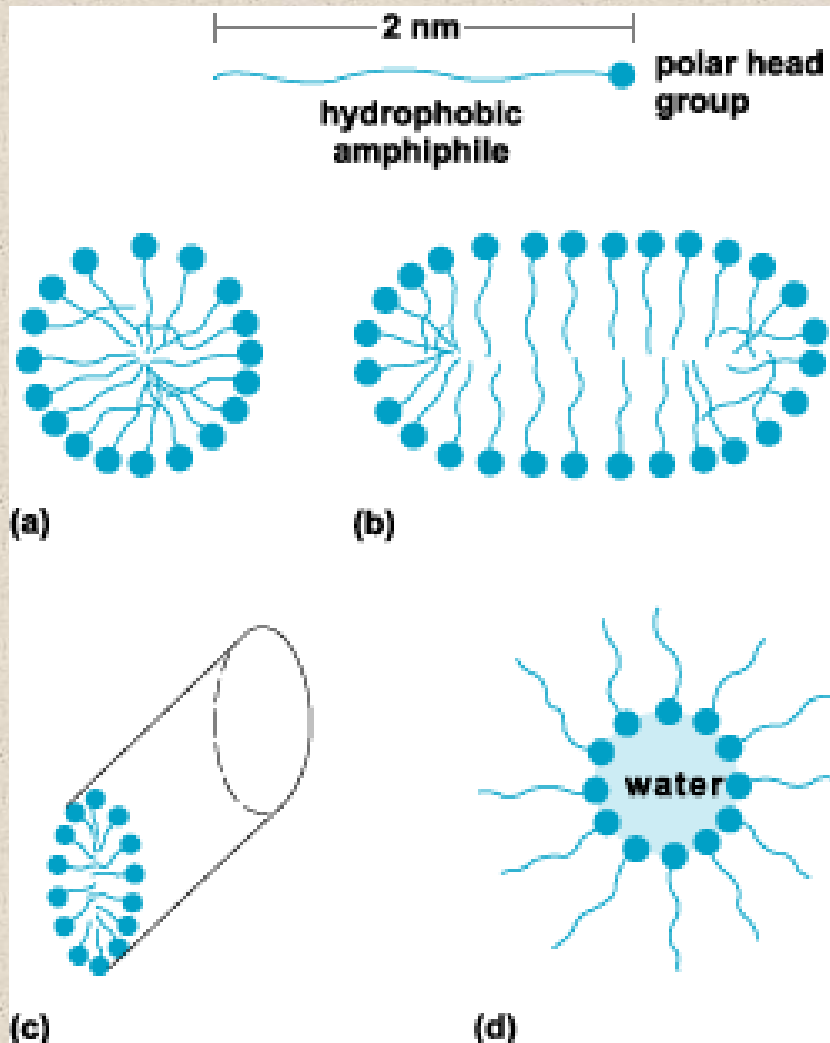 2 nm
polar head
group
hydrophobic
amphiphile
(a)
(b)
water
(c)
(d)